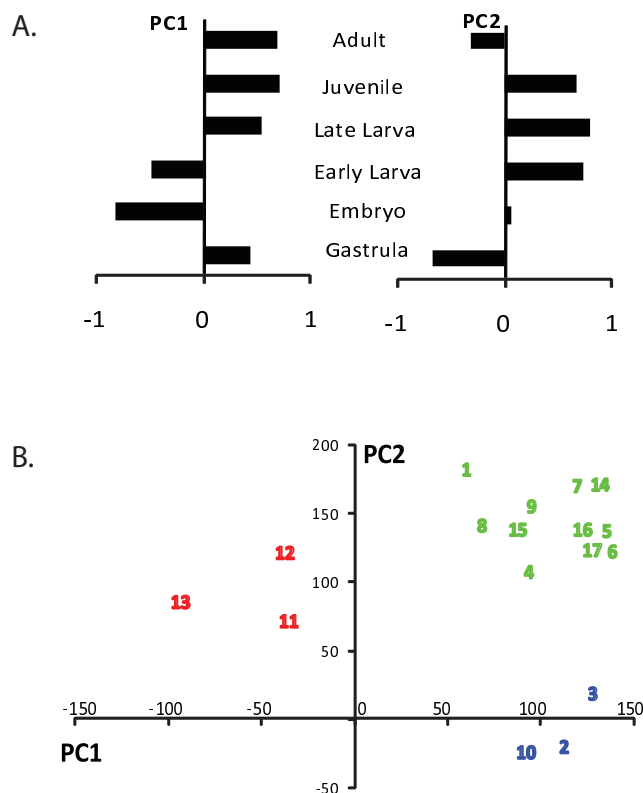 A.
PC1 PC2
Adult
Juvenile
Late Larva
Early Larva
Embryo
Gastrula
-1 0 1 -1 0 1
B.
200 PC2
1 7 14
9
150
8 15 16 5
12 17 6
100 4
13
11
50
3
-150 -100 -50 0 50 100 150
PC1 10 2
-50